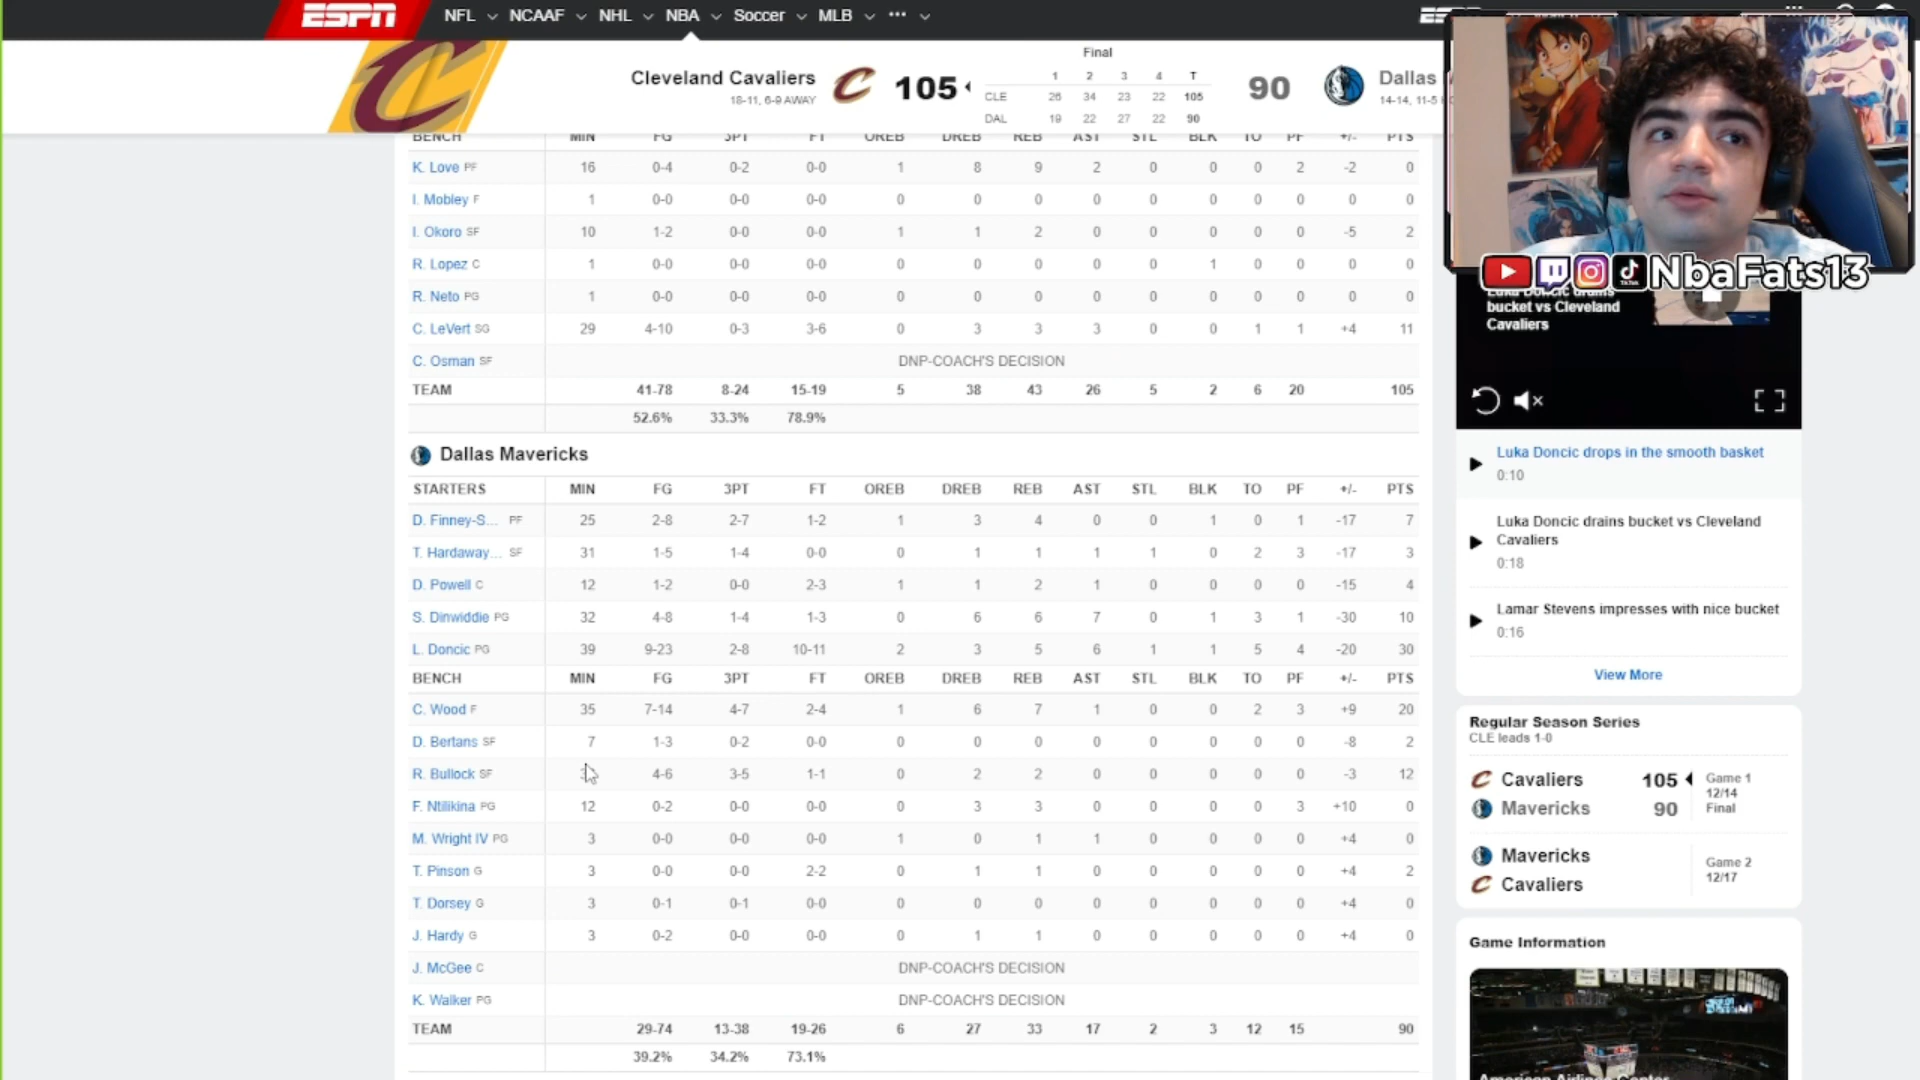 ESPN NFL NCAAF NHL NBA Soccer MLB •••
Final
Cleveland Cavaliers 105 1 2 3 4 T 90 Dallas
18-11, 6-9 AWAY CLE 26 34 23 22 105 14-14, 11-5
DAL 19 22 27 22 90
BENCH MIN FG 3PT FT OREB DREB REB AST STL BLK TO PF +/- PTS
K. Love PF 16 0-4 0-2 0-0 1 8 9 2 0 0 0 2 -2 0
I. Mobley F 1 0-0 0-0 0-0 0 0 0 0 0 0 0 0 0 0
I. Okoro SF 10 1-2 0-0 0-0 1 1 2 0 0 0 0 0 -5 2
R. Lopez C 1 0-0 0-0 0-0 0 0 0 0 0 1 0 0 0 0
R. Neto PG 1 0-0 0-0 0-0 0 0 0 0 0 0 0 0 0 0
C. LeVert SG 29 4-10 0-3 3-6 0 3 3 3 0 0 1 1 +4 11
C. Osman SF DNP-COACH'S DECISION
TEAM 41-78 8-24 15-19 5 38 43 26 5 2 6 20 105
52.6% 33.3% 78.9%
Dallas Mavericks
STARTERS MIN FG 3PT FT OREB DREB REB AST STL BLK TO PF +/- PTS
D. Finney-S... PF 25 2-8 2-7 1-2 1 3 4 0 0 1 0 1 -17 7
T. Hardaway... SF 31 1-5 1-4 0-0 0 1 1 1 1 0 2 3 -17 3
D. Powell C 12 1-2 0-0 2-3 1 1 2 1 0 0 0 0 -15 4
S. Dinwiddie PG 32 4-8 1-4 1-3 0 6 6 7 0 1 3 1 -30 10
L. Doncic PG 39 9-23 2-8 10-11 2 3 5 6 1 1 5 4 -20 30
BENCH MIN FG 3PT FT OREB DREB REB AST STL BLK TO PF +/- PTS
C. Wood F 35 7-14 4-7 2-4 1 6 7 1 0 0 2 3 +9 20
D. Bertans SF 7 1-3 0-2 0-0 0 0 0 0 0 0 0 0 -8 2
R. Bullock SF 4-6 3-5 1-1 0 2 2 0 0 0 0 0 -3 12
F. Ntilikina PG 12 0-2 0-0 0-0 0 3 3 0 0 0 0 3 +10 0
M. Wright IV PG 3 0-0 0-0 0-0 1 0 1 1 0 0 0 0 +4 0
T. Pinson G 3 0-0 0-0 2-2 0 1 1 0 0 0 0 0 +4 2
T. Dorsey G 3 0-1 0-1 0-0 0 0 0 0 0 0 0 0 +4 0
J. Hardy G 3 0-2 0-0 0-0 0 1 1 0 0 0 0 0 +4 0
J. McGee C DNP-COACH'S DECISION
K. Walker PG DNP-COACH'S DECISION
TEAM 29-74 13-38 19-26 6 27 33 17 2 3 12 15 90
39.2% 34.2% 73.1%
NbaFats13
Luka Doncic drains
bucket vs Cleveland
Cavaliers
Luka Doncic drops in the smooth basket
0:10
Luka Doncic drains bucket vs Cleveland
Cavaliers
0:18
Lamar Stevens impresses with nice bucket
0:16
View More
Regular Season Series
CLE leads 1-0
Cavaliers 105 Game 1
12/14
Mavericks 90 Final
Mavericks Game 2
Cavaliers 12/17
Game Information
American Airlines Center